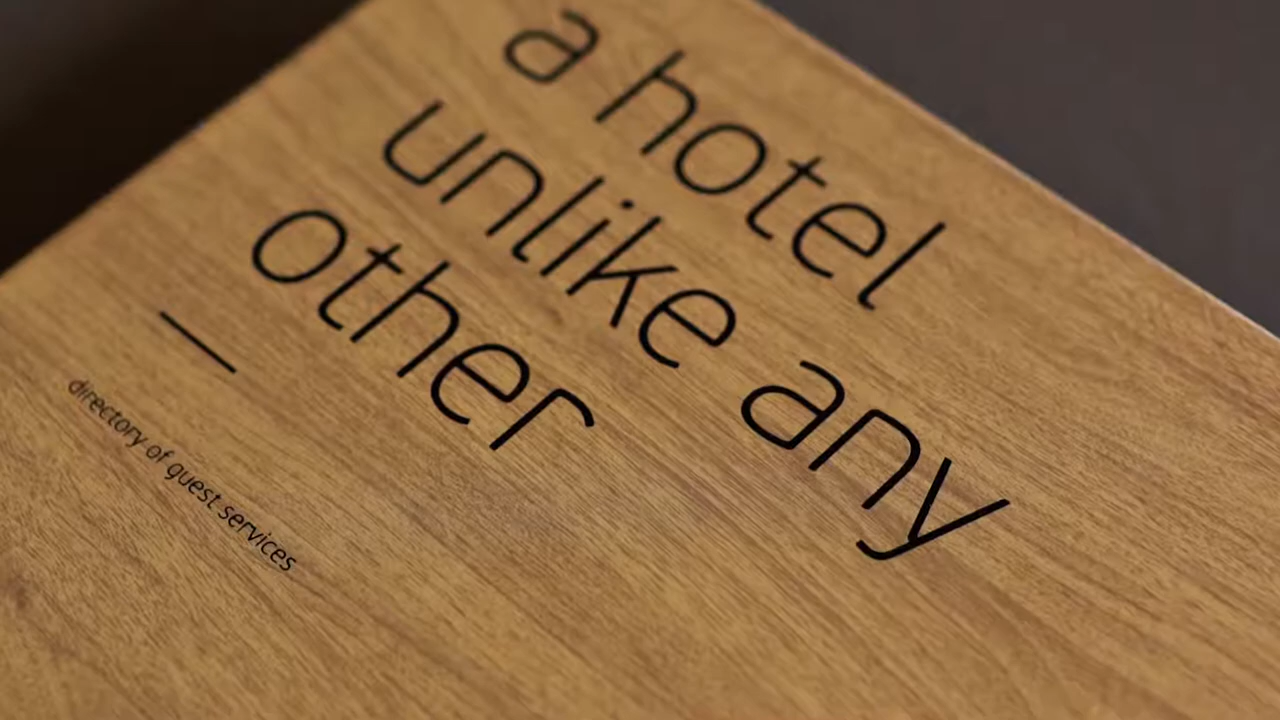 a hotel
unlike any
other
—
directory of guest services